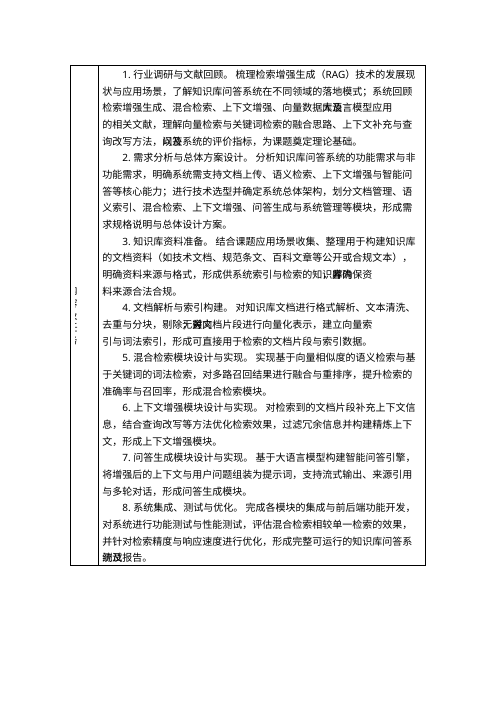 1. 行业调研与文献回顾。 梳理检索增强生成（RAG）技术的发展现
状与应用场景，了解知识库问答系统在不同领域的落地模式；系统回顾
检索增强生成、混合检索、上下文增强、向量数据库及大语言模型应用
的相关文献，理解向量检索与关键词检索的融合思路、上下文补充与查
询改写方法，以及问答系统的评价指标，为课题奠定理论基础。
2. 需求分析与总体方案设计。 分析知识库问答系统的功能需求与非
功能需求，明确系统需支持文档上传、语义检索、上下文增强与智能问
答等核心能力；进行技术选型并确定系统总体架构，划分文档管理、语
义索引、混合检索、上下文增强、问答生成与系统管理等模块，形成需
求规格说明与总体设计方案。
3. 知识库资料准备。 结合课题应用场景收集、整理用于构建知识库
的文档资料（如技术文档、规范条文、百科文章等公开或合规文本），
明确资料来源与格式，形成供系统索引与检索的知识库，确保资
料来源合法合规。
4. 文档解析与索引构建。 对知识库文档进行格式解析、文本清洗、
去重与分块，剔除无效文档片段进行向量化表示，建立向量索
引与词法索引，形成可直接用于检索的文档片段与索引数据。
5. 混合检索模块设计与实现。 实现基于向量相似度的语义检索与基
于关键词的词法检索，对多路召回结果进行融合与重排序，提升检索的
准确率与召回率，形成混合检索模块。
6. 上下文增强模块设计与实现。 对检索到的文档片段补充上下文信
息，结合查询改写等方法优化检索效果，过滤冗余信息并构建精炼上下
文，形成上下文增强模块。
7. 问答生成模块设计与实现。 基于大语言模型构建智能问答引擎，
将增强后的上下文与用户问题组装为提示词，支持流式输出、来源引用
与多轮对话，形成问答生成模块。
8. 系统集成、测试与优化。 完成各模块的集成与前后端功能开发，
对系统进行功能测试与性能测试，评估混合检索相较单一检索的效果，
并针对检索精度与响应速度进行优化，形成完整可运行的知识库问答系
报告。